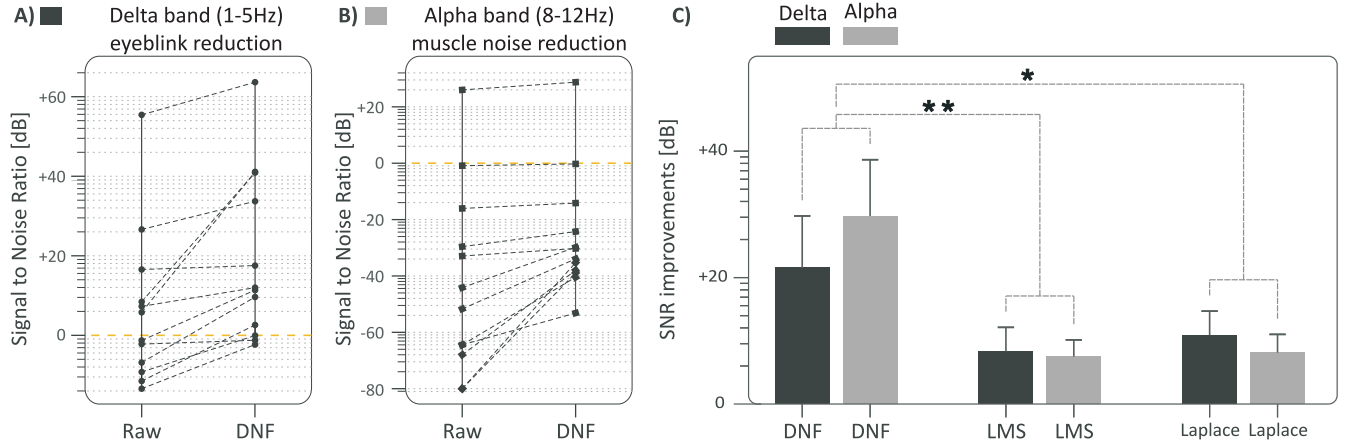 A) Delta band (1-5Hz)
eyeblink reduction
Signal to Noise Ratio [dB]
+60
+40
+20
0
Raw DNF
B) Alpha band (8-12Hz)
muscle noise reduction
Signal to Noise Ratio [dB]
+20
0
-20
-40
-60
-80
Raw DNF
C) Delta Alpha
SNR improvements [dB]
*
**
+40
+20
0
DNF DNF LMS LMS Laplace Laplace